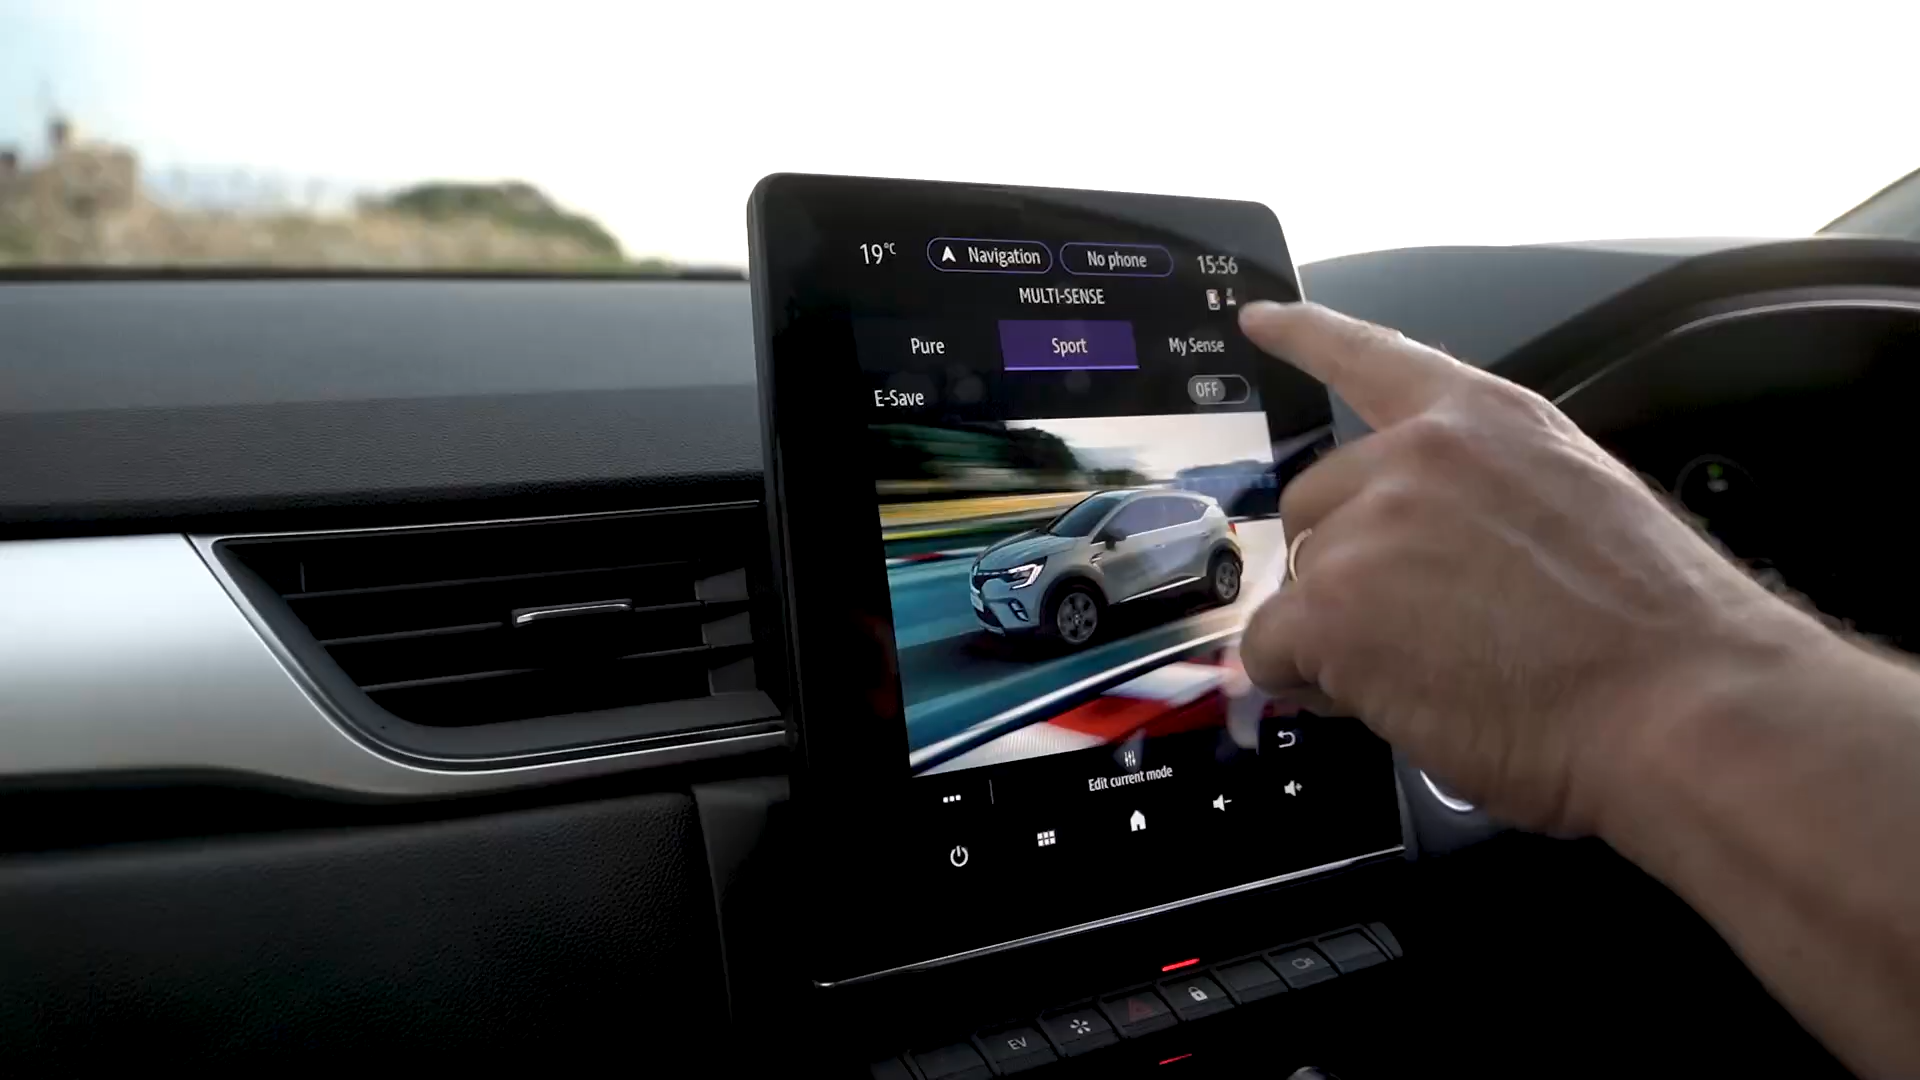 19°C Navigation No phone 15:56
MULTI-SENSE
Pure Sport My Sense
E-Save OFF
Edit current mode
EV